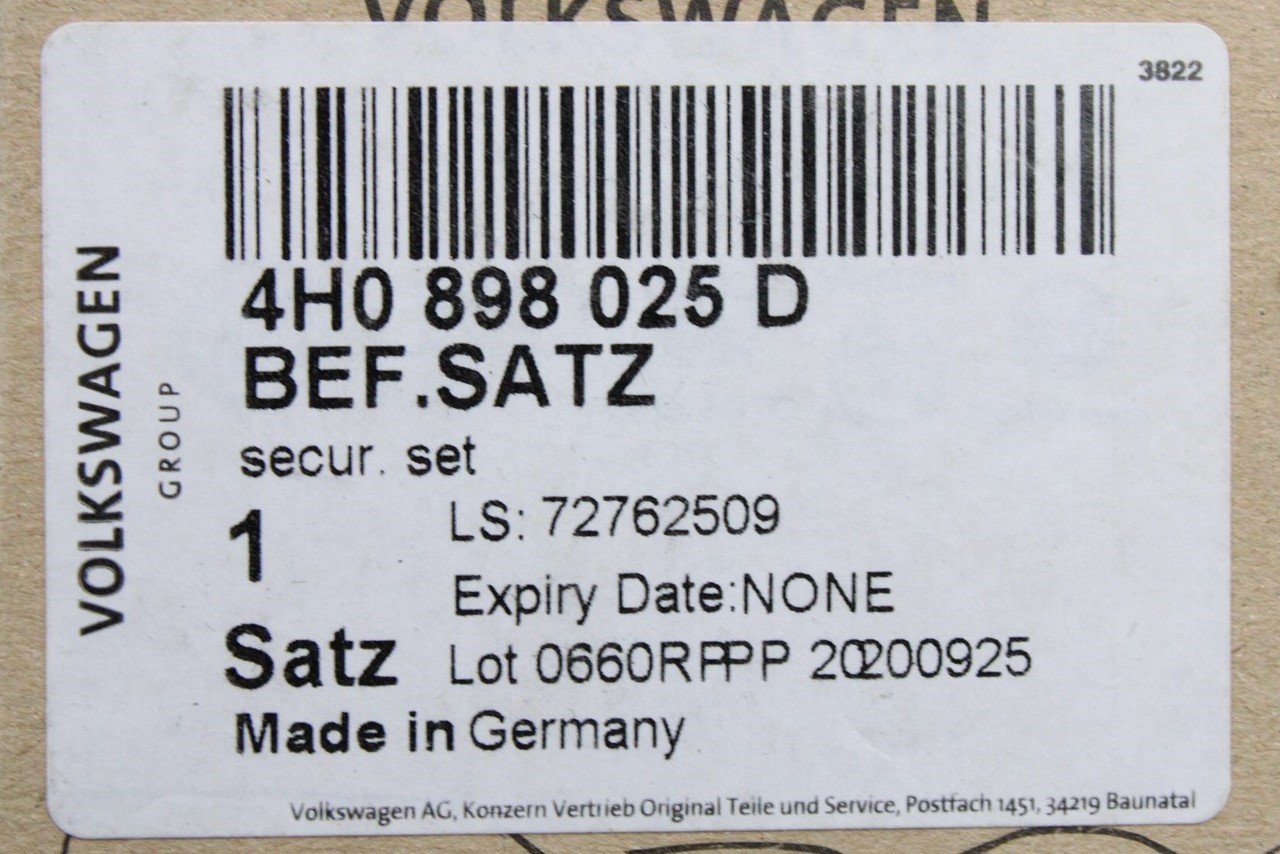 VOLKSWAGEN
3822
VOLKSWAGEN
GROUP
4H0 898 025 D
BEF.SATZ
secur. set
1
LS: 72762509
Expiry Date:NONE
Satz
Lot 0660RPPPP 20200925
Made in Germany
Volkswagen AG, Konzern Vertrieb Original Teile und Service, Postfach 1451, 34219 Baunatal